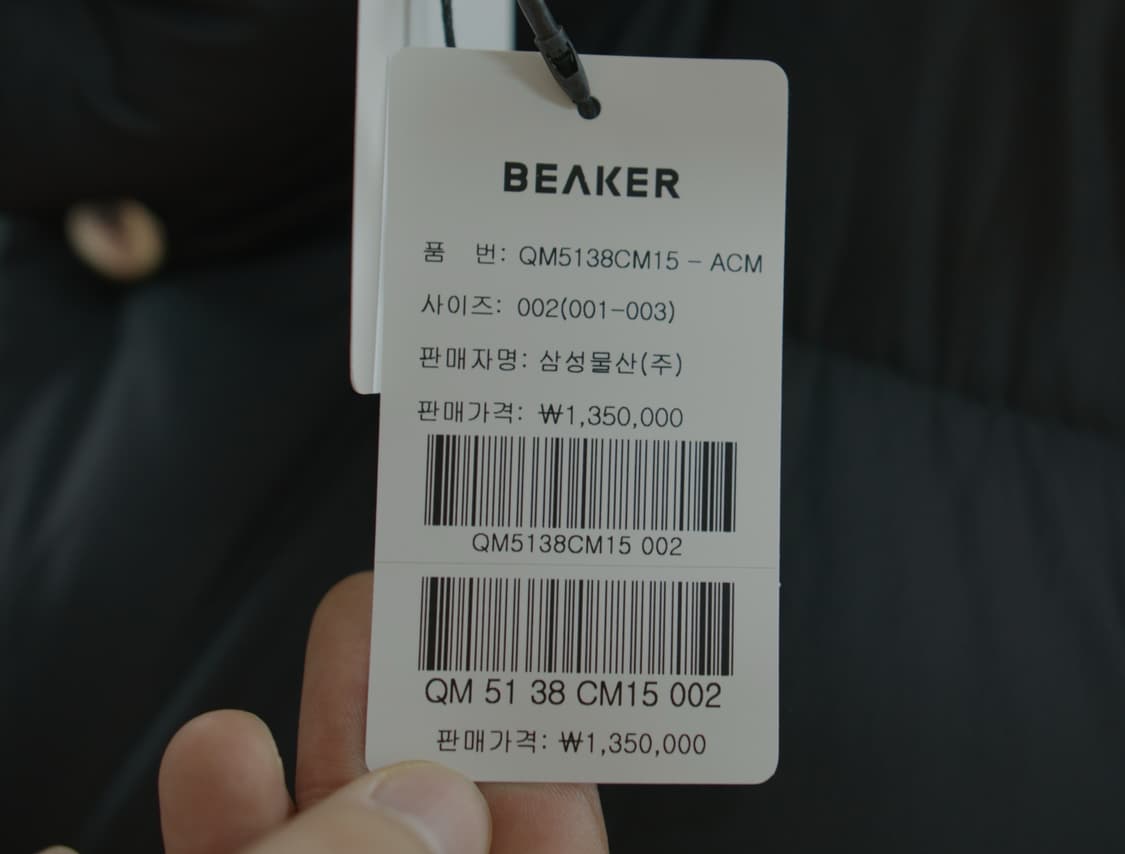 BEAKER
품 번: QM5138CM15 - ACM
사이즈: 002(001-003)
판매자명: 삼성물산(주)
판매가격: ₩1,350,000
QM5138CM15 002
QM 51 38 CM15 002
판매가격: ₩1,350,000